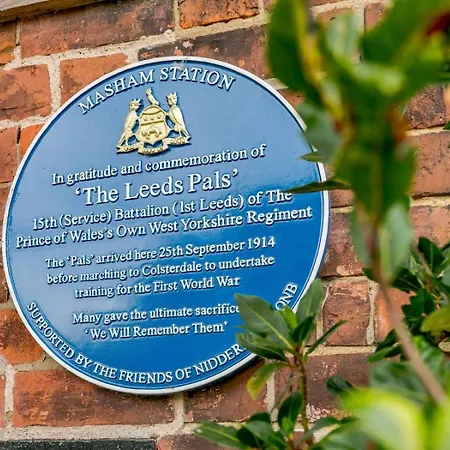 MASHAM STATION
In gratitude and commemoration of
'The Leeds Pals'
15th (Service) Battalion (1st Leeds) of The
Prince of Wales's Own West Yorkshire Regiment
The 'Pals' arrived here 25th September 1914
before marching to Colsterdale to undertake
training for the First World War
Many gave the ultimate sacrifice
'We Will Remember Them'
SUPPORTED BY THE FRIENDS OF NIDDER ONB